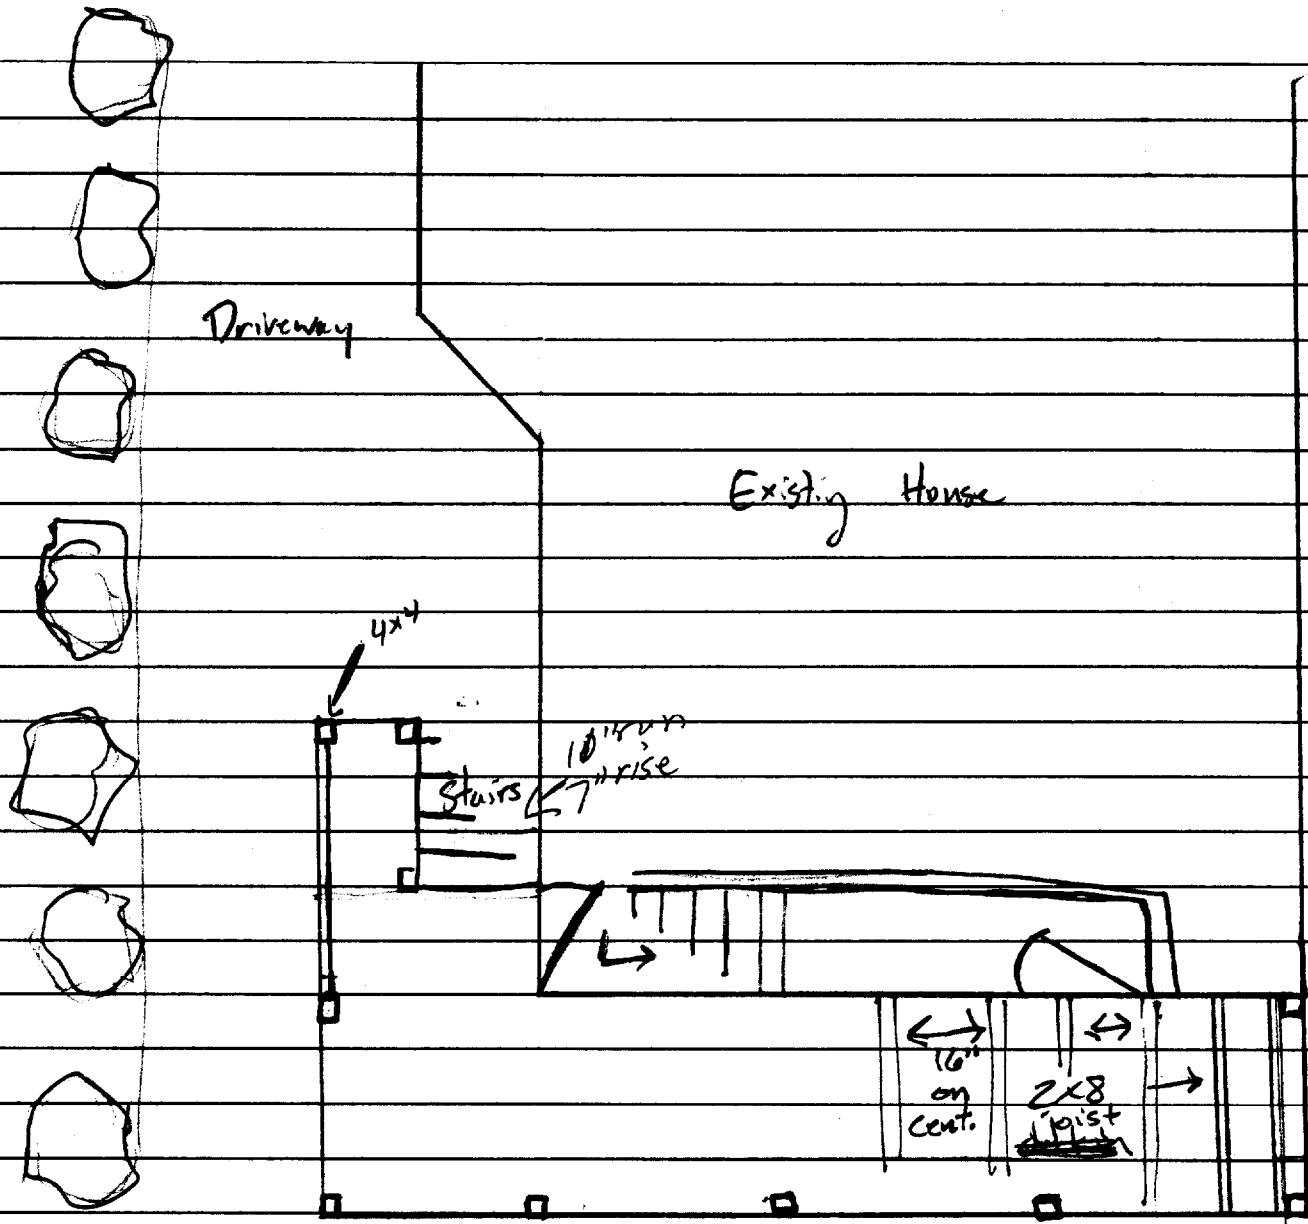 Driveway
Existing House
4x4
10" run
7" rise
Stairs
16"
on
cent.
2x8
joist